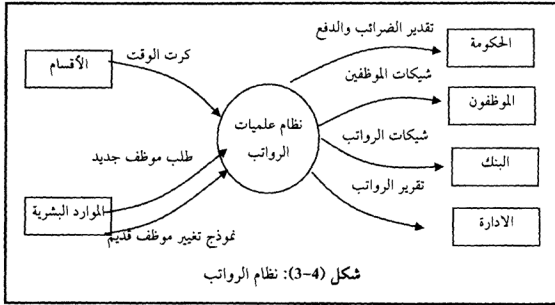 تقدير الضرائب والدفع
الحكومة
كرت الوقت
الأقسام
شيكات الموظفين
الموظفون
نظام علميات
الرواتب
شيكات الرواتب
طلب موظف جديد
البنك
تقرير الرواتب
الموارد البشرية
الادارة
نموذج تغيير موظف قديم
شكل (4-3): نظام الرواتب